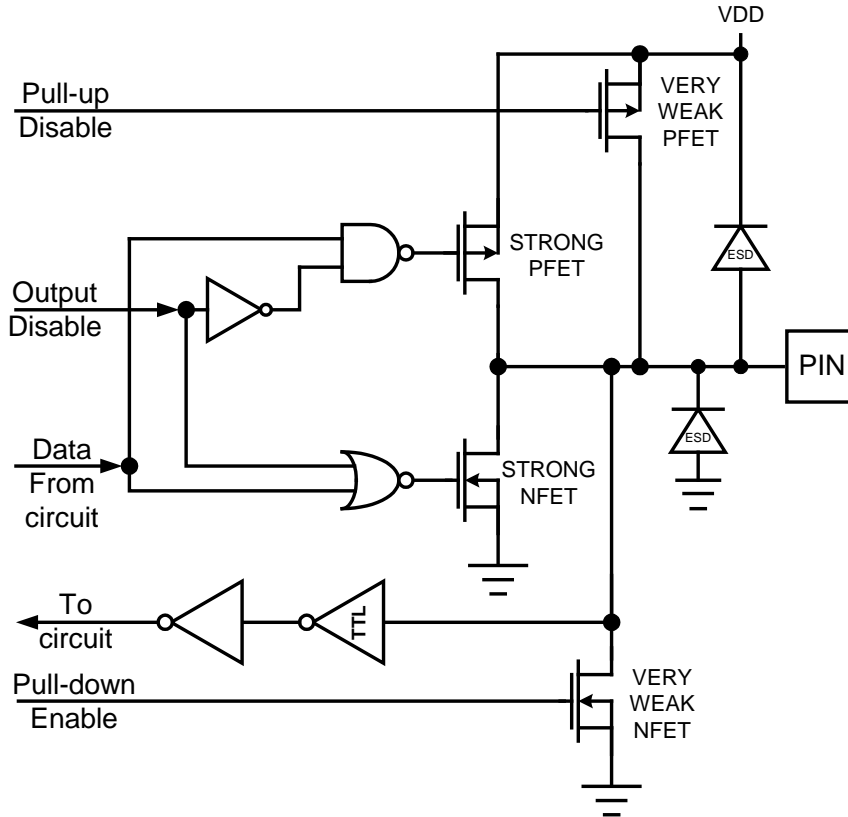 VDD
Pull-up
Disable
VERY
WEAK
PFET
STRONG
PFET
ESD
Output
Disable
PIN
ESD
Data
From
circuit
STRONG
NFET
To
circuit
TTL
Pull-down
Enable
VERY
WEAK
NFET